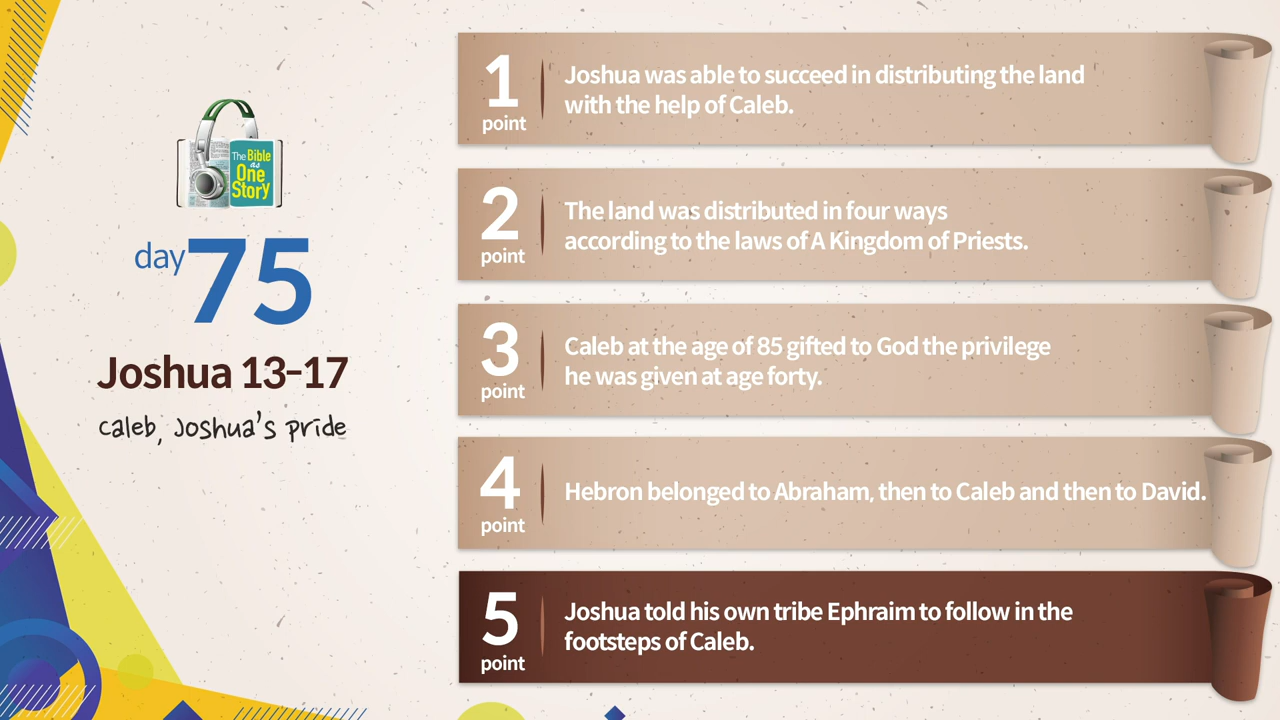 The Bible
as
One
Story
day75
Joshua 13-17
caleb, Joshua's pride
1
point
Joshua was able to succeed in distributing the land
with the help of Caleb.
2
point
The land was distributed in four ways
according to the laws of A Kingdom of Priests.
3
point
Caleb at the age of 85 gifted to God the privilege
he was given at age forty.
4
point
Hebron belonged to Abraham, then to Caleb and then to David.
5
point
Joshua told his own tribe Ephraim to follow in the
footsteps of Caleb.